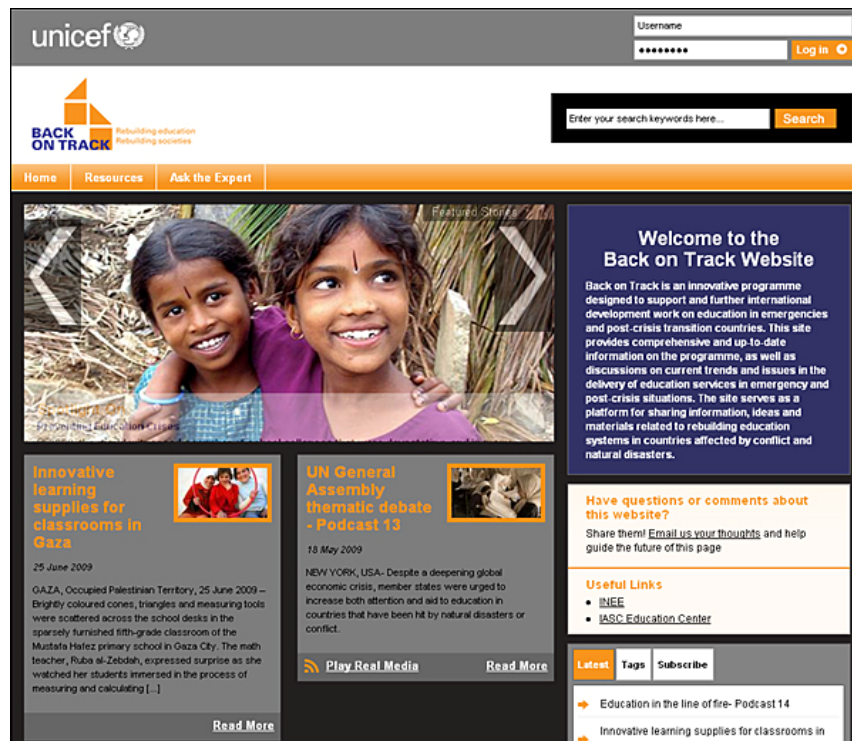 unicef
Username
Log in
BACK
ON TRACK
Rebuilding education
Rebuilding societies
Enter your search keywords here...
Search
Home
Resources
Ask the Expert
Featured Stories
Preventing Education Crises
Welcome to the
Back on Track Website
Back on Track is an innovative programme
designed to support and further international
development work on education in emergencies
and post-crisis transition countries. This site
provides comprehensive and up-to-date
information on the programme, as well as
discussions on current trends and issues in the
delivery of education services in emergency and
post-crisis situations. The site serves as a
platform for sharing information, ideas and
materials related to rebuilding education
systems in countries affected by conflict and
natural disasters.
Innovative
learning
supplies for
classrooms in
Gaza
25 June 2009
GAZA, Occupied Palestinian Territory, 25 June 2009 –
Brightly coloured cones, triangles and measuring tools
were scattered across the school desks in the
sparsely furnished fifth-grade classroom of the
Mustafa Hafez primary school in Gaza City. The math
teacher, Ruba al-Zebdah, expressed surprise as she
watched her students immersed in the process of
measuring and calculating [...]
Read More
UN General
Assembly
thematic debate
- Podcast 13
18 May 2009
NEW YORK, USA- Despite a deepening global
economic crisis, member states were urged to
increase both attention and aid to education in
countries that have been hit by natural disasters or
conflict.
Play Real Media
Read More
Have questions or comments about
this website?
Share them! Email us your thoughts and help
guide the future of this page
Useful Links
INEE
IASC Education Center
Latest
Tags
Subscribe
Education in the line of fire- Podcast 14
Innovative learning supplies for classrooms in